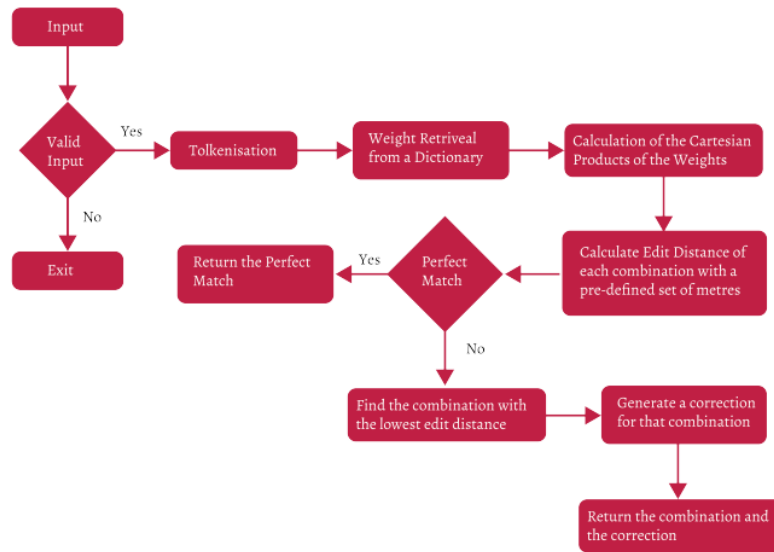 Input
Valid
Input
Yes
Tolkenisation
Weight Retriveal
from a Dictionary
Calculation of the Cartesian
Products of the Weights
No
Exit
Calculate Edit Distance of
each combination with a
pre-defined set of metres
Perfect
Match
Yes
Return the Perfect
Match
No
Find the combination with
the lowest edit distance
Generate a correction
for that combination
Return the combination and
the correction